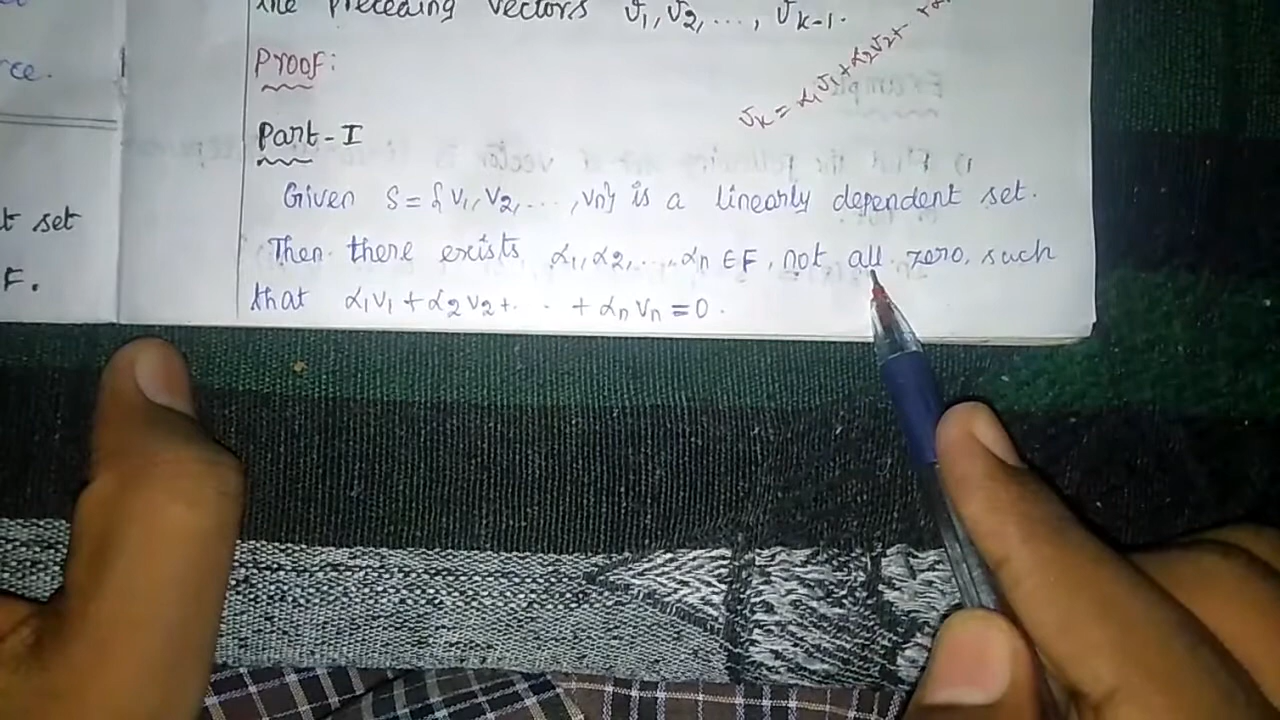 the preceding vectors v1, v2, ..., vk-1.
rce.
Proof:
vk = α1v1 + α2v2 +
Part-I
t set
F.
Given S = {v1, v2, ..., vn} is a linearly dependent set.
Then there exists α1, α2, ..., αn ∈ F, not all zero, such
that α1v1 + α2v2 + ... + αnvn = 0.